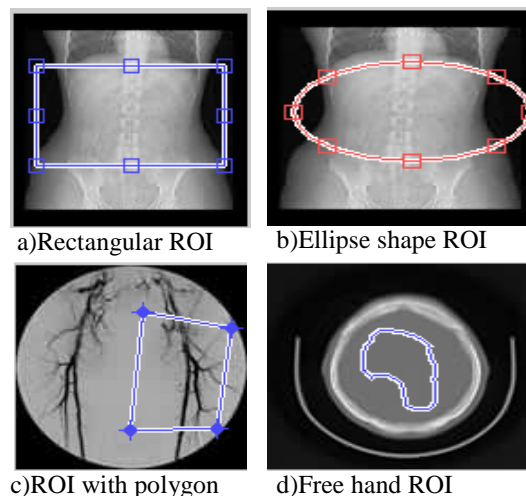 a)Rectangular ROI
b)Ellipse shape ROI
c)ROI with polygon
d)Free hand ROI